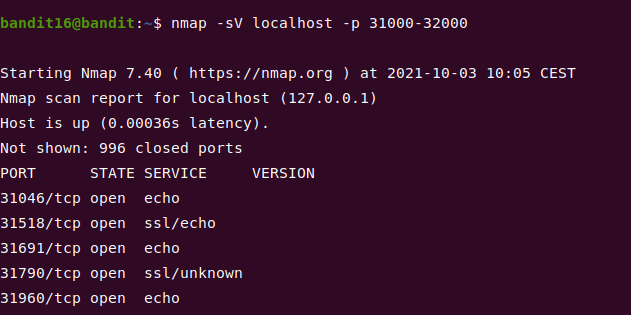 bandit16@bandit:~$ nmap -sV localhost -p 31000-32000
Starting Nmap 7.40 ( https://nmap.org ) at 2021-10-03 10:05 CEST
Nmap scan report for localhost (127.0.0.1)
Host is up (0.00036s latency).
Not shown: 996 closed ports
PORT      STATE SERVICE     VERSION
31046/tcp open  echo
31518/tcp open  ssl/echo
31691/tcp open  echo
31790/tcp open  ssl/unknown
31960/tcp open  echo